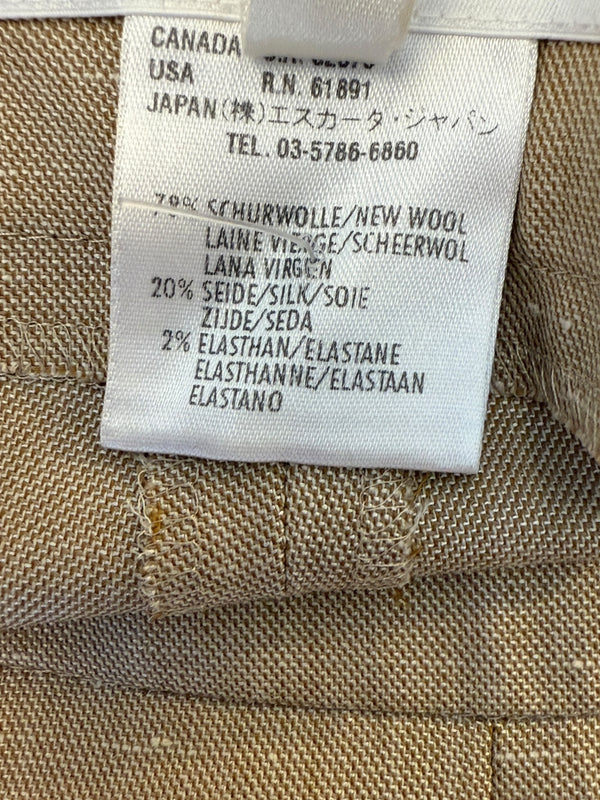 CANADA
USA R.N. 61891
JAPAN(株)エスカータ・ジャパン
TEL. 03-5786-6860
78% SCHURWOLLE/NEW WOOL
LAINE VIERGE/SCHEERWOL
LANA VIRGEN
20% SEIDE/SILK/SOIE
ZIJDE/SEDA
2% ELASTHAN/ELASTANE
ELASTHANNE/ELASTAAN
ELASTANO